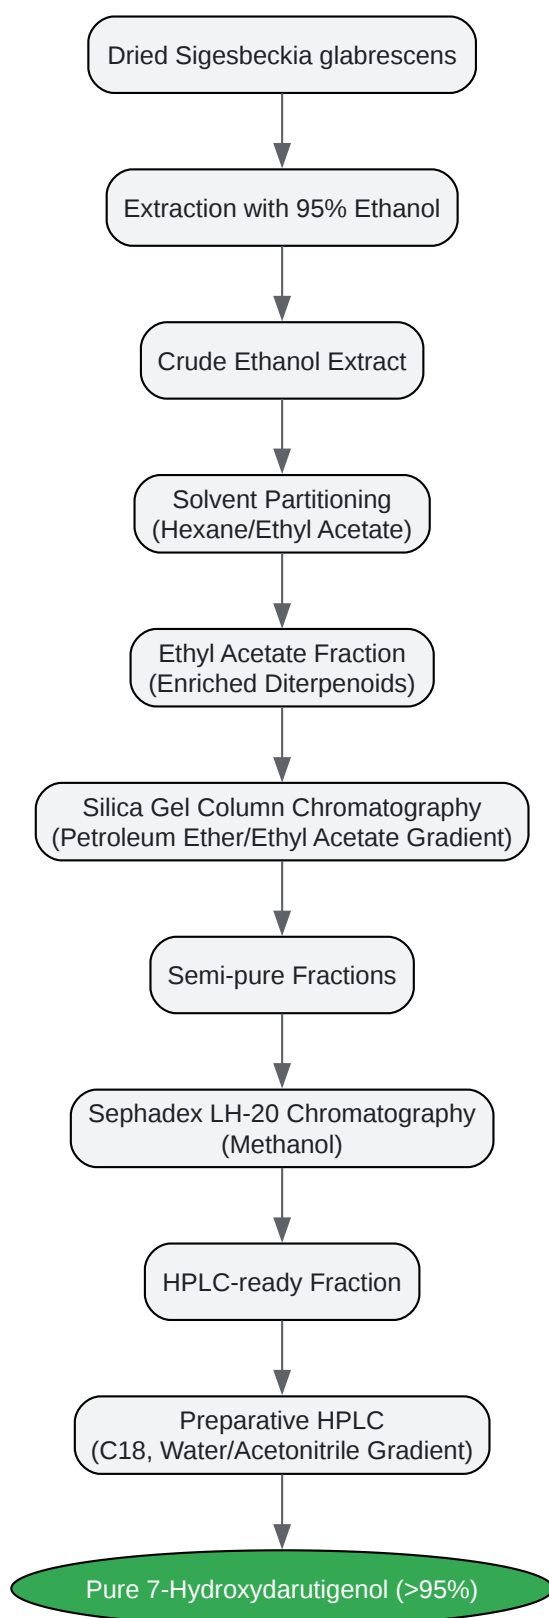 Dried Sigesbeckia glabrescens
Extraction with 95% Ethanol
Crude Ethanol Extract
Solvent Partitioning
(Hexane/Ethyl Acetate)
Ethyl Acetate Fraction
(Enriched Diterpenoids)
Silica Gel Column Chromatography
(Petroleum Ether/Ethyl Acetate Gradient)
Semi-pure Fractions
Sephadex LH-20 Chromatography
(Methanol)
HPLC-ready Fraction
Preparative HPLC
(C18, Water/Acetonitrile Gradient)
Pure 7-Hydroxydarutigenol (>95%)